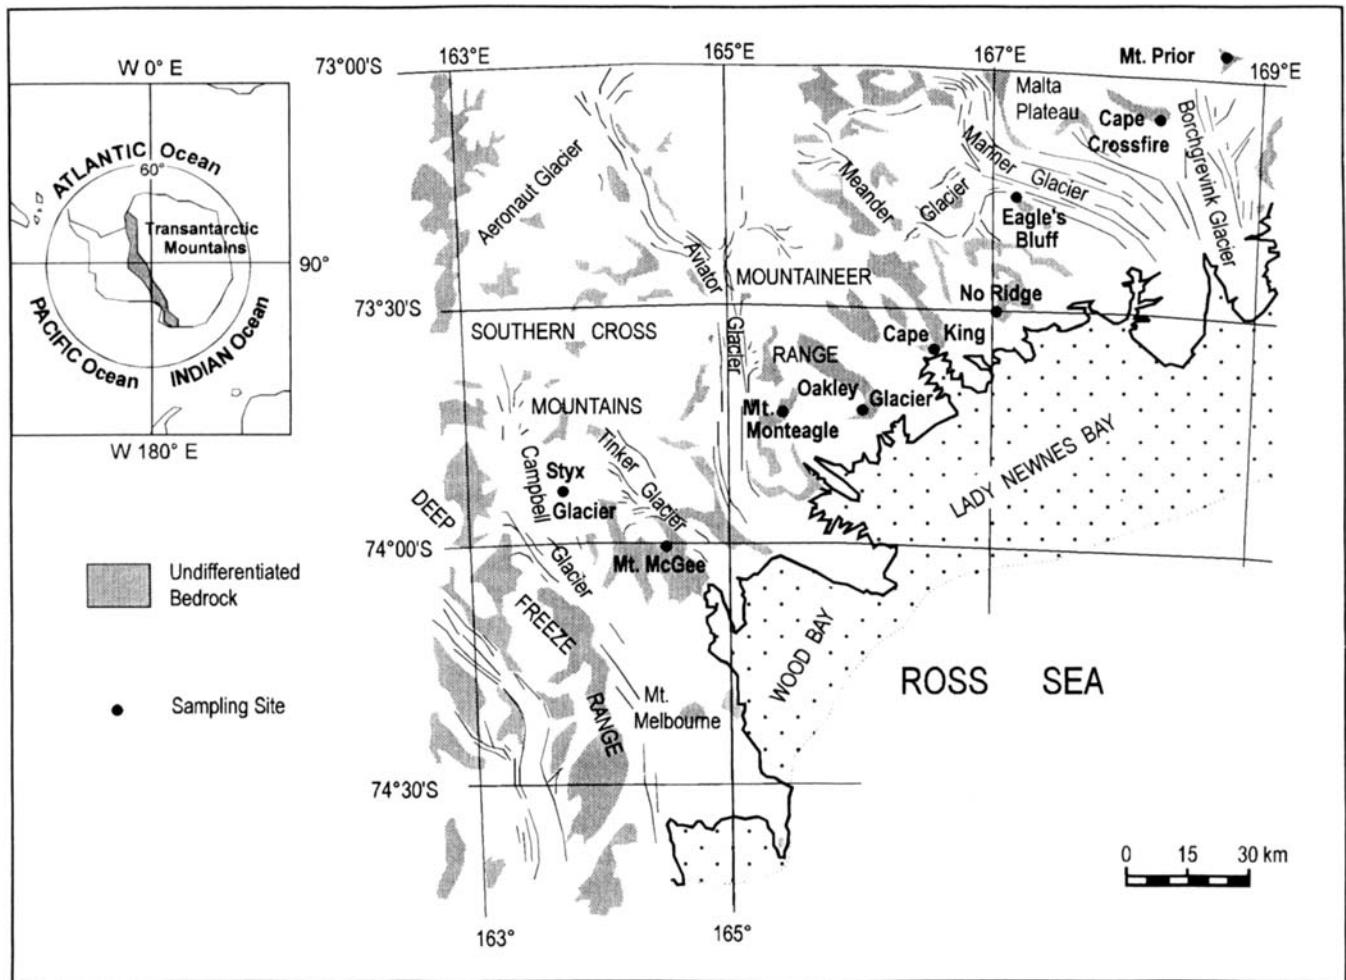 W 0° E
ATLANTIC Ocean
60°
Transantarctic
Mountains
90°
PACIFIC Ocean
INDIAN Ocean
W 180° E
Undifferentiated
Bedrock
Sampling Site
163°E
165°E
167°E
169°E
73°00'S
Mt. Prior
Malta
Plateau
Cape
Crossfire
Borchgrevink Glacier
Mariner
Glacier
Meander
Glacier
Eagle's
Bluff
Aeronaut Glacier
Aviator
Glacier
MOUNTAINEER
RANGE
No Ridge
73°30'S
SOUTHERN CROSS
MOUNTAINS
Cape King
Oakley
Glacier
Mt.
Monteagle
Tinker
Glacier
Campbell
Glacier
Styx
Glacier
LADY NEWNES BAY
DEEP
FREEZE
RANGE
74°00'S
Mt. McGee
WOOD BAY
ROSS SEA
Mt.
Melbourne
74°30'S
0 15 30 km
163°
165°